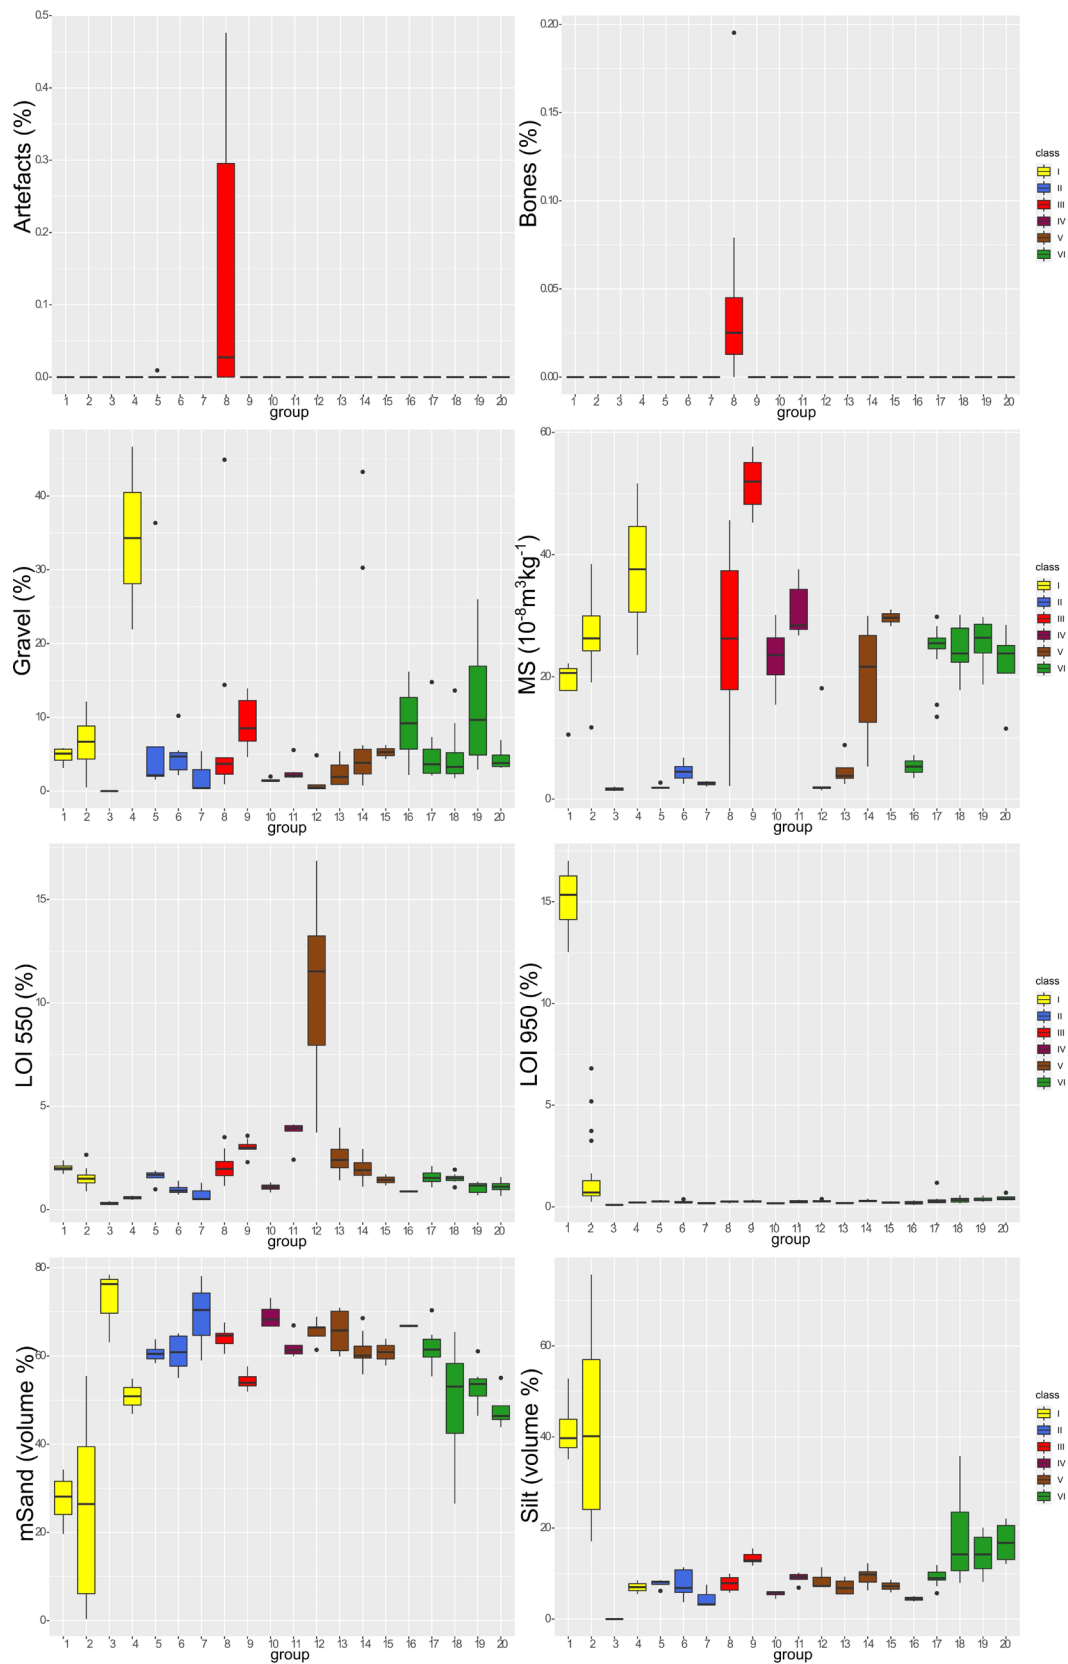 Artefacts (%)
0.5
0.4
0.3
0.2
0.1
0.0
1 2 3 4 5 6 7 8 9 10 11 12 13 14 15 16 17 18 19 20
group
Bones (%)
0.20
0.15
0.10
0.05
0.00
1 2 3 4 5 6 7 8 9 10 11 12 13 14 15 16 17 18 19 20
group
class
I
II
III
IV
V
VI
Gravel (%)
40
30
20
10
0
1 2 3 4 5 6 7 8 9 10 11 12 13 14 15 16 17 18 19 20
group
MS (10⁻⁸m³kg⁻¹)
60
40
20
0
1 2 3 4 5 6 7 8 9 10 11 12 13 14 15 16 17 18 19 20
group
class
I
II
III
IV
V
VI
LOI 550 (%)
15
10
5
0
1 2 3 4 5 6 7 8 9 10 11 12 13 14 15 16 17 18 19 20
group
LOI 950 (%)
15
10
5
0
1 2 3 4 5 6 7 8 9 10 11 12 13 14 15 16 17 18 19 20
group
class
I
II
III
IV
V
VI
mSand (volume %)
80
60
40
20
0
1 2 3 4 5 6 7 8 9 10 11 12 13 14 15 16 17 18 19 20
group
Silt (volume %)
60
40
20
0
1 2 3 4 5 6 7 8 9 10 11 12 13 14 15 16 17 18 19 20
group
class
I
II
III
IV
V
VI